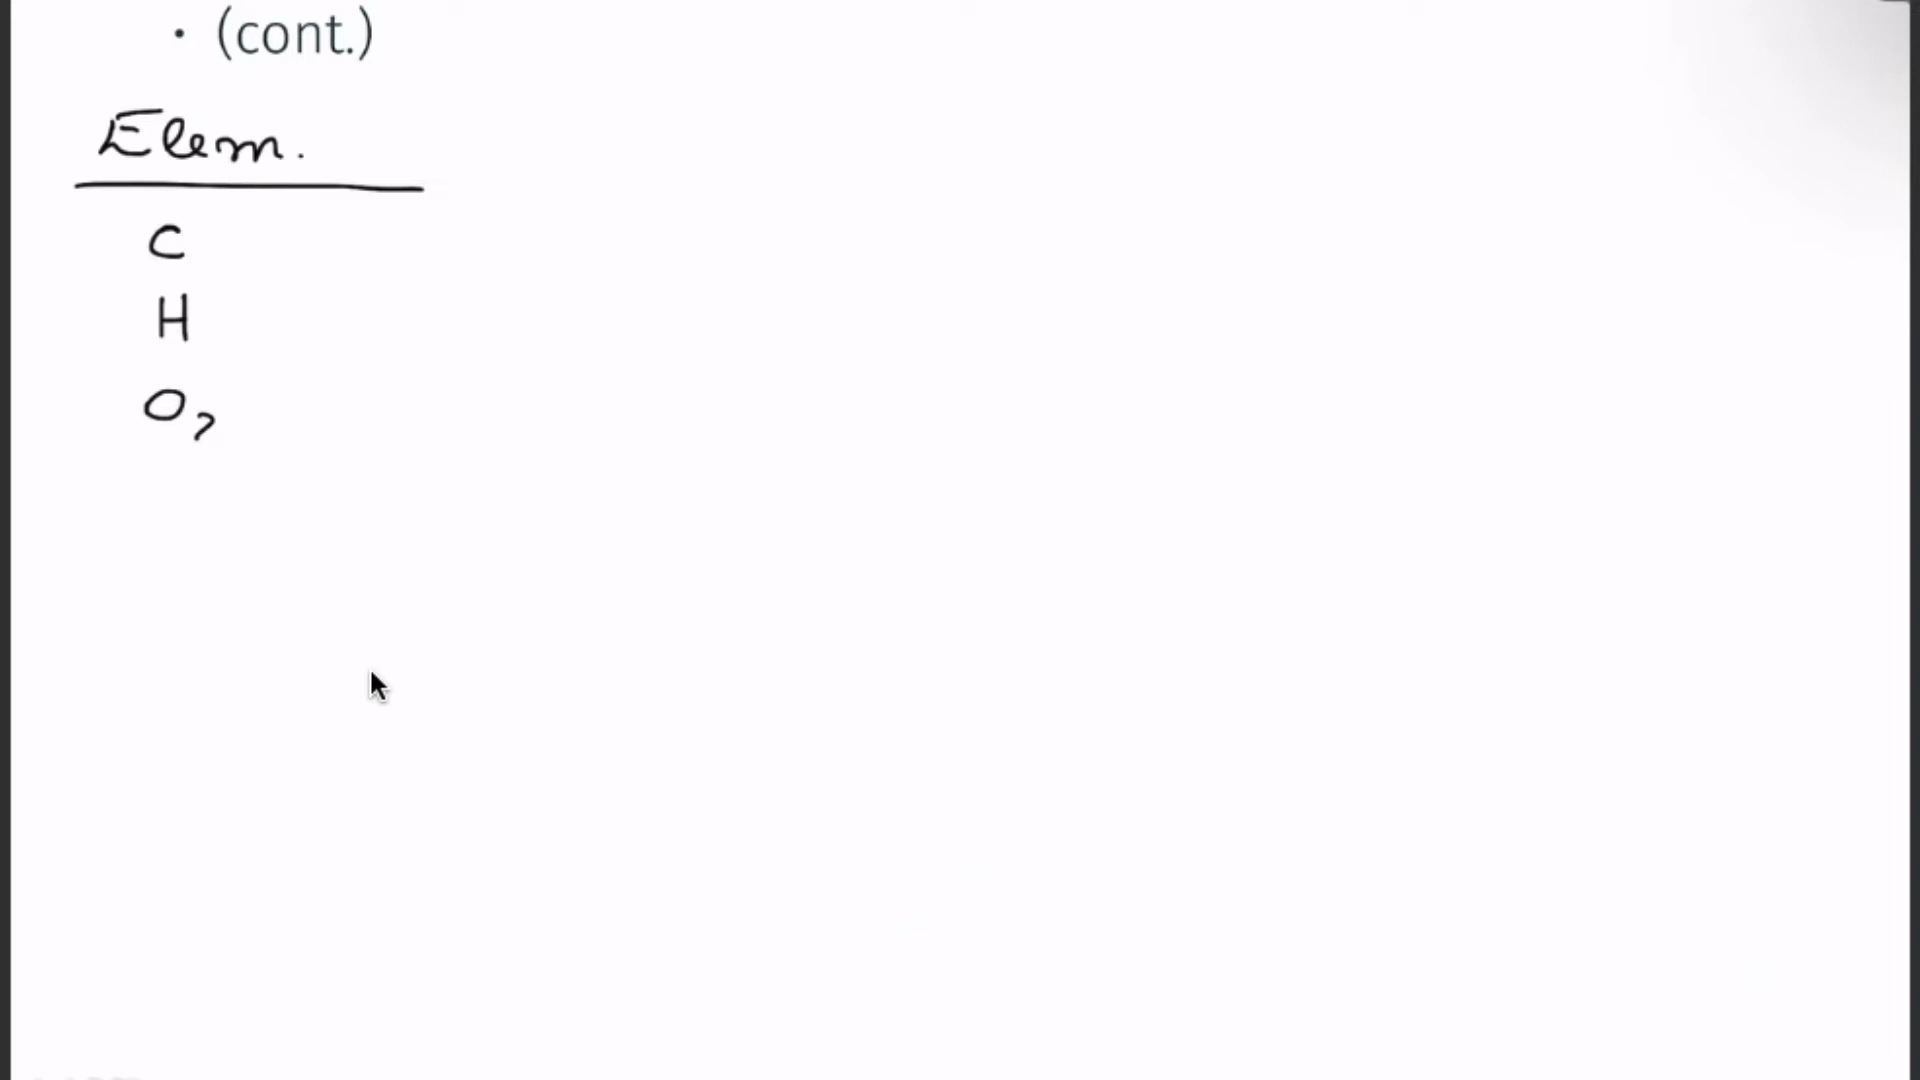 • (cont.)
Elem.
C
H
O